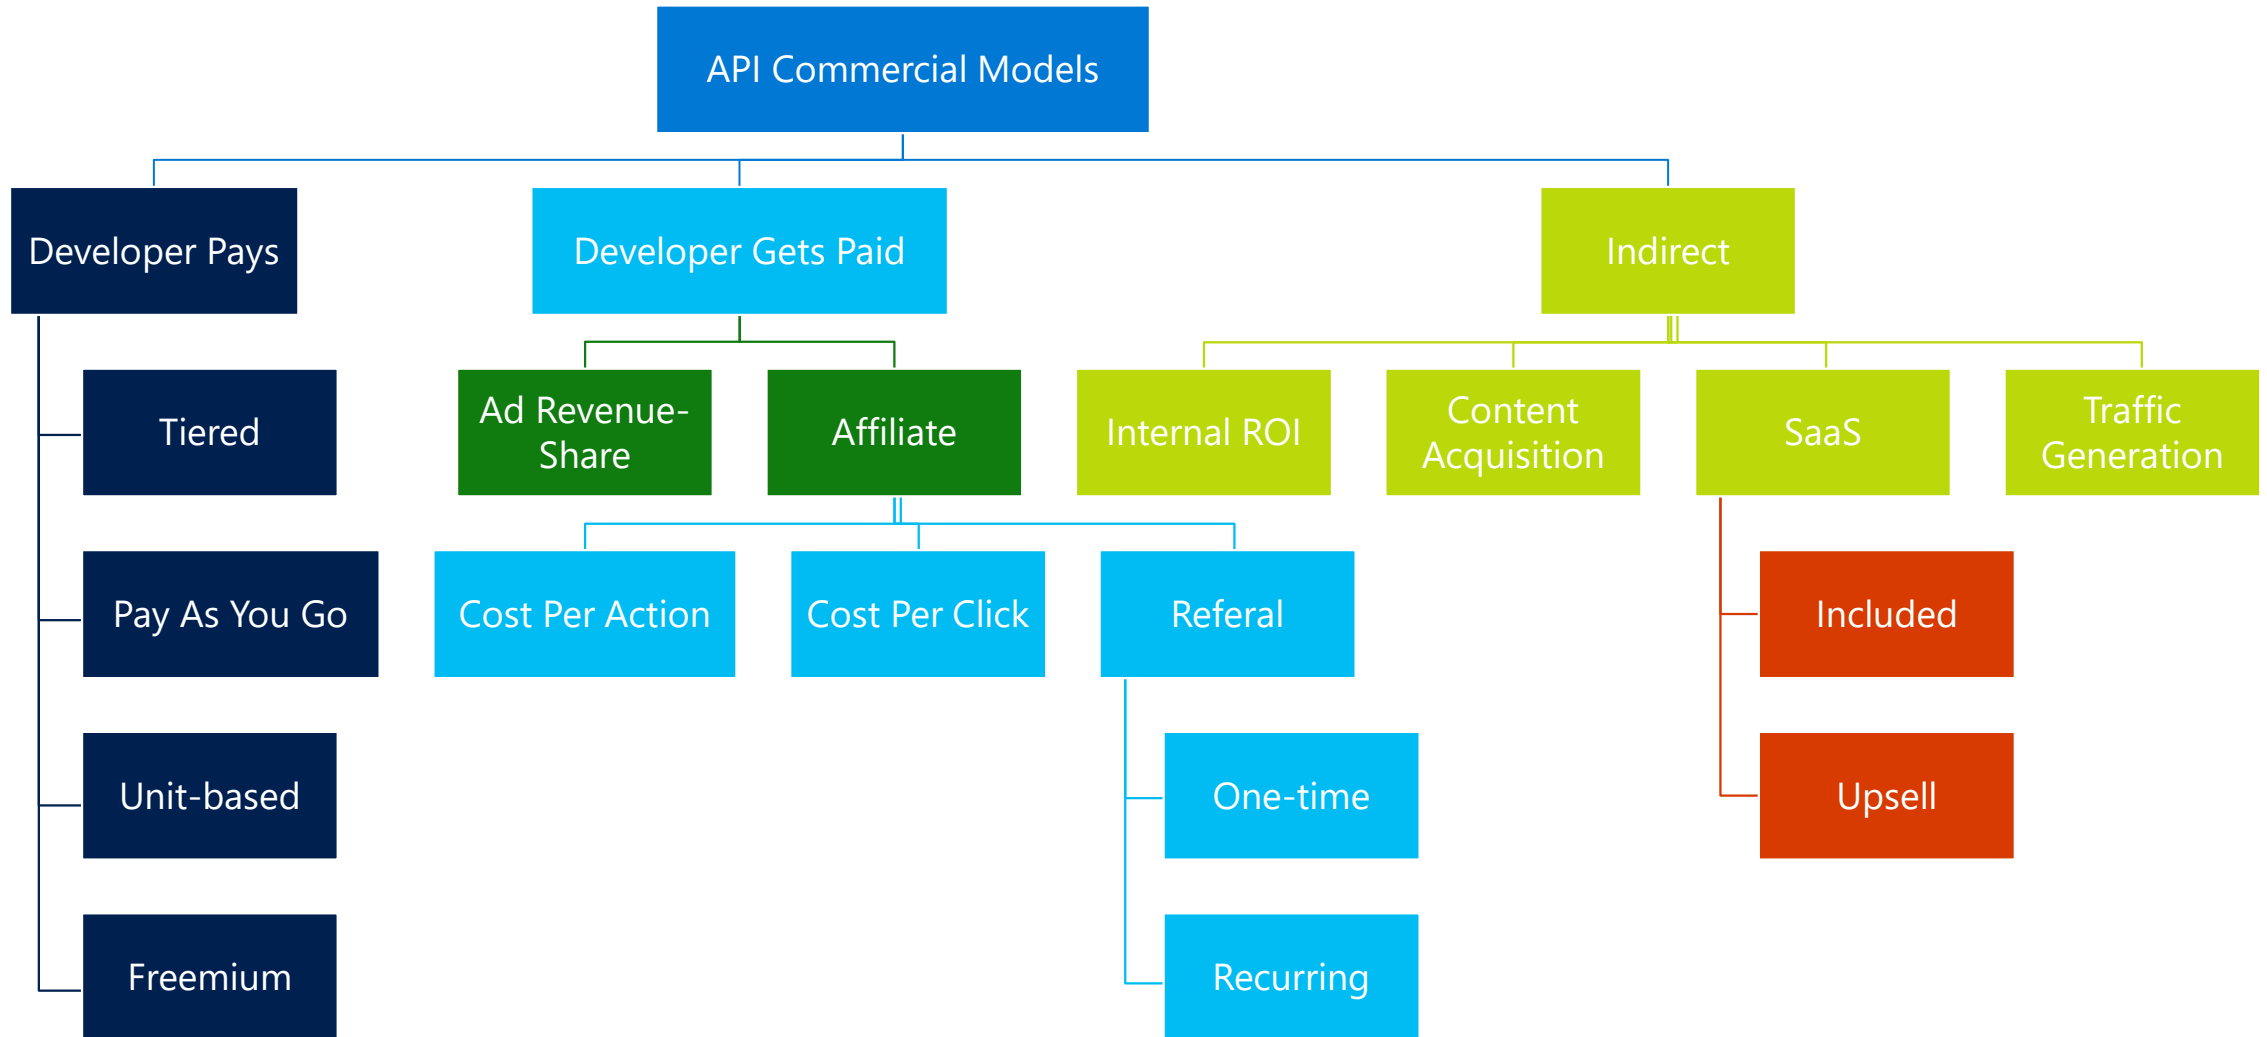 API Commercial Models
Developer Pays
Developer Gets Paid
Indirect
Tiered
Ad Revenue-
Share
Affiliate
Internal ROI
Content
Acquisition
SaaS
Traffic
Generation
Pay As You Go
Cost Per Action
Cost Per Click
Referal
Included
Unit-based
One-time
Upsell
Freemium
Recurring